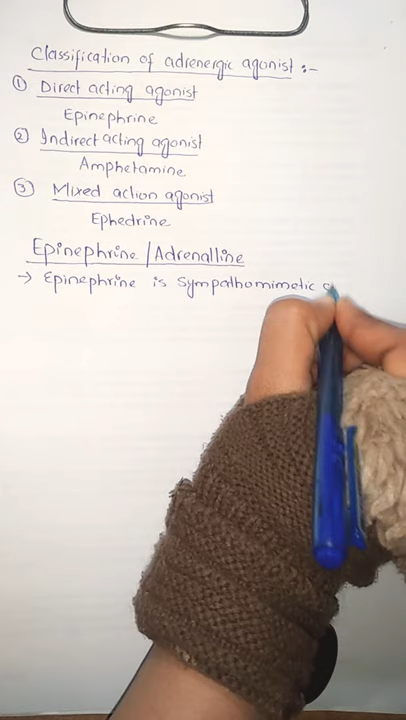 Classification of adrenergic agonist :-
① Direct acting agonist
Epinephrine
② Indirect acting agonist
Amphetamine
③ Mixed action agonist
Ephedrine
Epinephrine / Adrenalline
→ Epinephrine is Sympathomimetic